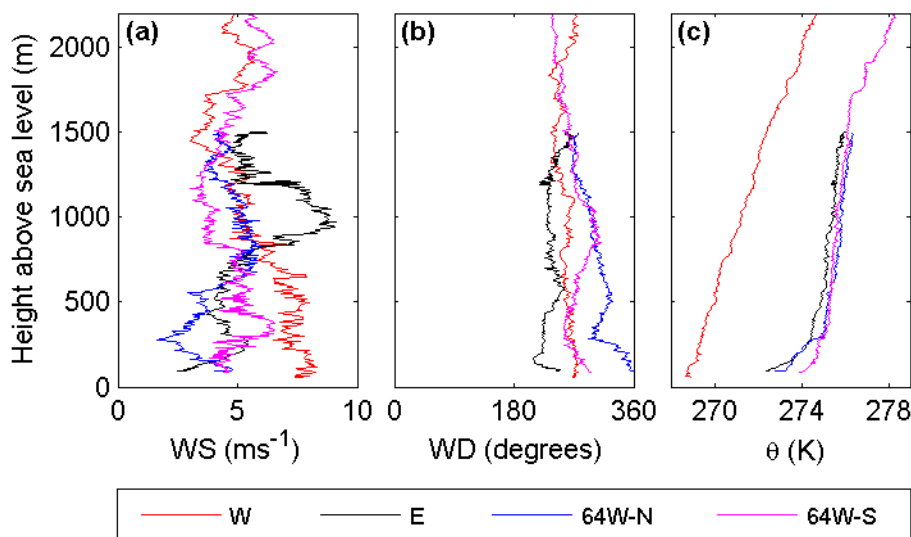 (a) (b) (c)
Height above sea level (m)
2000
1500
1000
500
0
0 5 10 0 180 360 270 274 278
WS (ms-1) WD (degrees) θ (K)
W E 64W-N 64W-S